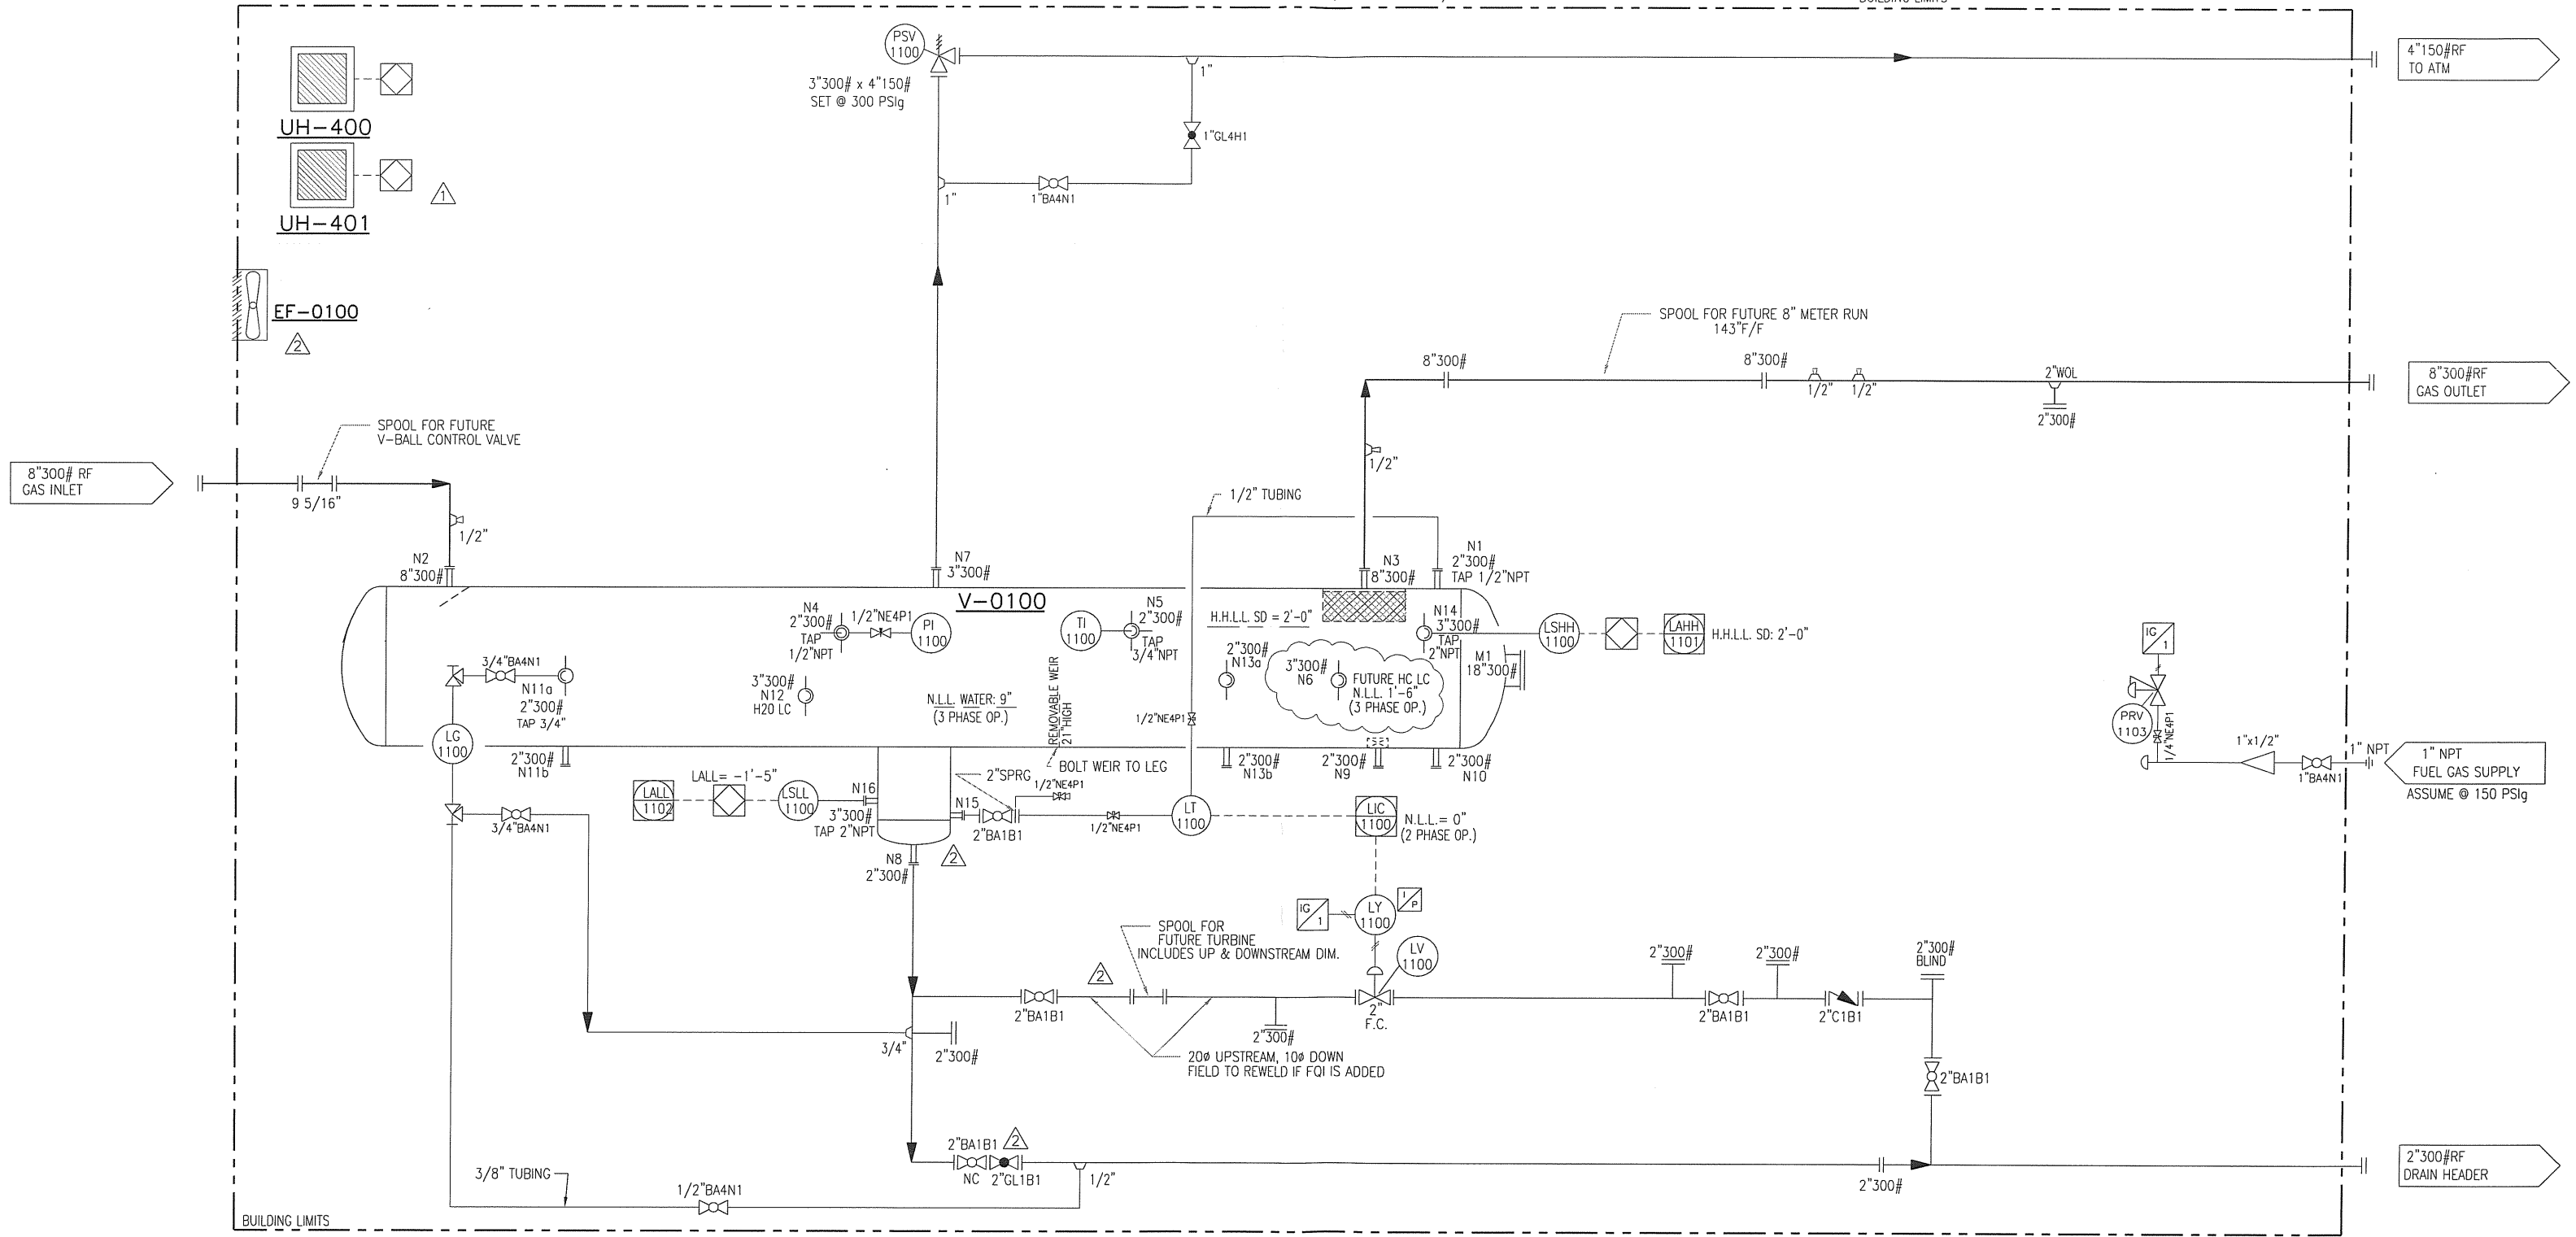 BUILDING LIMITS
PSV
1100
3"300# x 4"150#
SET @ 300 PSIg
1"
1"GL4H1
1"
1"BA4N1
4"150#RF
TO ATM
UH-400
UH-401
1
EF-0100
2
SPOOL FOR FUTURE 8" METER RUN
143"F/F
8"300#
8"300#
1/2"
1/2"
2"WOL
2"300#
8"300#RF
GAS OUTLET
SPOOL FOR FUTURE
V-BALL CONTROL VALVE
8"300# RF
GAS INLET
9 5/16"
1/2"
1/2"
1/2" TUBING
N2
8"300#
N7
3"300#
N3
8"300#
N1
2"300#
TAP 1/2"NPT
V-0100
N4
2"300#
TAP
1/2"NPT
1/2"NE4P1
PI
1100
TI
1100
N5
2"300#
TAP
3/4"NPT
H.H.L.L. SD = 2'-0"
N14
3"300#
TAP
2"NPT
LSHH
1100
LAHH
1101
H.H.L.L. SD: 2'-0"
M1
18"300#
3/4"BA4N1
N11a
2"300#
TAP 3/4"
3"300#
N12
H20 LC
N.L.L. WATER: 9"
(3 PHASE OP.)
REMOVABLE WEIR
21"HIGH
2"300#
N13a
3"300#
N6
FUTURE HC LC
N.L.L. 1'-6"
(3 PHASE OP.)
1/2"NE4P1
LG
1100
2"300#
N11b
BOLT WEIR TO LEG
2"300#
N13b
2"300#
N9
2"300#
N10
IG
1
PRV
1103
1/4"NE4P1
1"x1/2"
1"BA4N1
1" NPT
1" NPT
FUEL GAS SUPPLY
ASSUME @ 150 PSIg
LALL= -1'-5"
LALL
1102
LSLL
1100
N16
3"300#
TAP 2"NPT
2"SPRG
1/2"NE4P1
N15
2"BA1B1
1/2"NE4P1
LT
1100
LIC
1100
N.L.L.= 0"
(2 PHASE OP.)
3/4"BA4N1
N8
2"300#
2
IG
1
LY
1100
I
P
LV
1100
SPOOL FOR
FUTURE TURBINE
INCLUDES UP & DOWNSTREAM DIM.
2
2"BA1B1
2"300#
2"
F.C.
2"300#
2"BA1B1
2"300#
2"C1B1
2"300#
BLIND
2"BA1B1
3/4"
2"300#
20ø UPSTREAM, 10ø DOWN
FIELD TO REWELD IF FQI IS ADDED
2"BA1B1
2
NC
2"GL1B1
1/2"
2"300#
2"300#RF
DRAIN HEADER
3/8" TUBING
1/2"BA4N1
BUILDING LIMITS